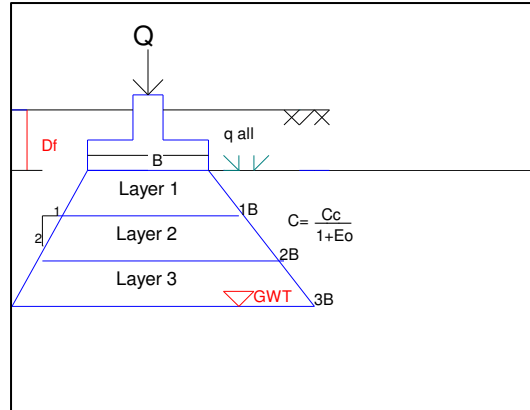 Q
Df
q all
B
Layer 1
1
1B
2
Layer 2
C= Cc
1+Eo
2B
Layer 3
GWT
3B